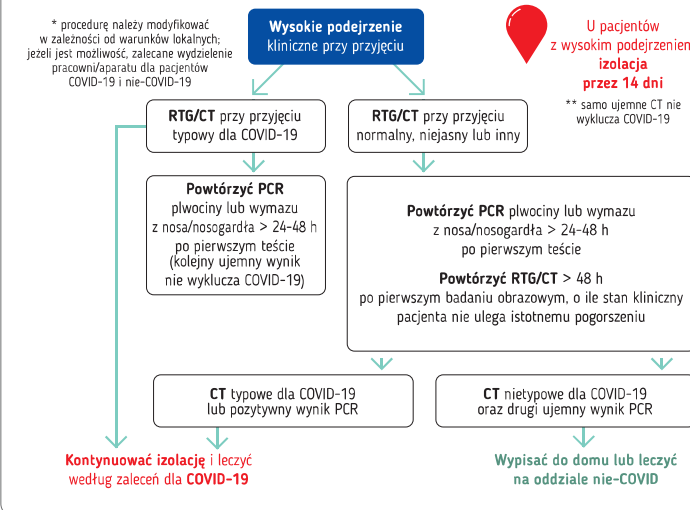 * procedurę należy modyfikować
w zależności od warunków lokalnych;
jeżeli jest możliwość, zalecane wydzielenie
pracowni/aparatu dla pacjentów
COVID-19 i nie-COVID-19
Wysokie podejrzenie
kliniczne przy przyjęciu
U pacjentów
z wysokim podejrzeniem
izolacja
przez 14 dni
** samo ujemne CT nie
wyklucza COVID-19
RTG/CT przy przyjęciu
typowy dla COVID-19
RTG/CT przy przyjęciu
normalny, niejasny lub inny
Powtórzyć PCR
plwociny lub wymazu
z nosa/nosogardła > 24-48 h
po pierwszym teście
(kolejny ujemny wynik
nie wyklucza COVID-19)
Powtórzyć PCR plwociny lub wymazu
z nosa/nosogardła > 24-48 h
po pierwszym teście
Powtórzyć RTG/CT > 48 h
po pierwszym badaniu obrazowym, o ile stan kliniczny
pacjenta nie ulega istotnemu pogorszeniu
CT typowe dla COVID-19
lub pozytywny wynik PCR
CT nietypowe dla COVID-19
oraz drugi ujemny wynik PCR
Kontynuować izolację i leczyć
według zaleceń dla COVID-19
Wypisać do domu lub leczyć
na oddziale nie-COVID